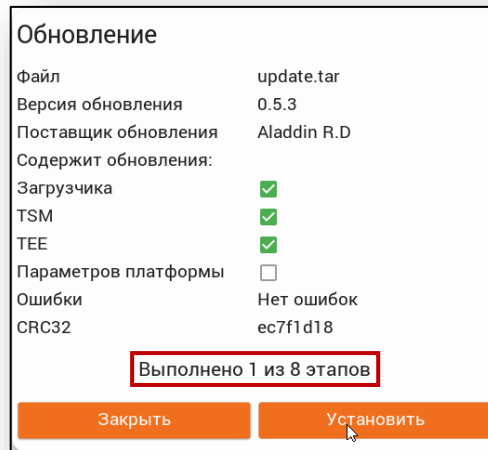 Обновление
Файл update.tar
Версия обновления 0.5.3
Поставщик обновления Aladdin R.D
Содержит обновления:
Загрузчика
TSM
TEE
Параметров платформы
Ошибки Нет ошибок
CRC32 ec7f1d18
Выполнено 1 из 8 этапов
Закрыть Установить